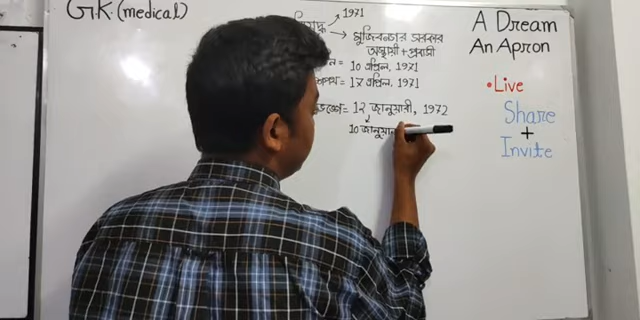 G.K. (medical)
1971
→ মুজিবনগর সরকার
অস্থায়ী + প্রবাসী
= 10 এপ্রিল, 1971
= 17 এপ্রিল, 1971
= 12 জানুয়ারী, 1972
10
A Dream
An Apron
• Live
Share
+
Invite